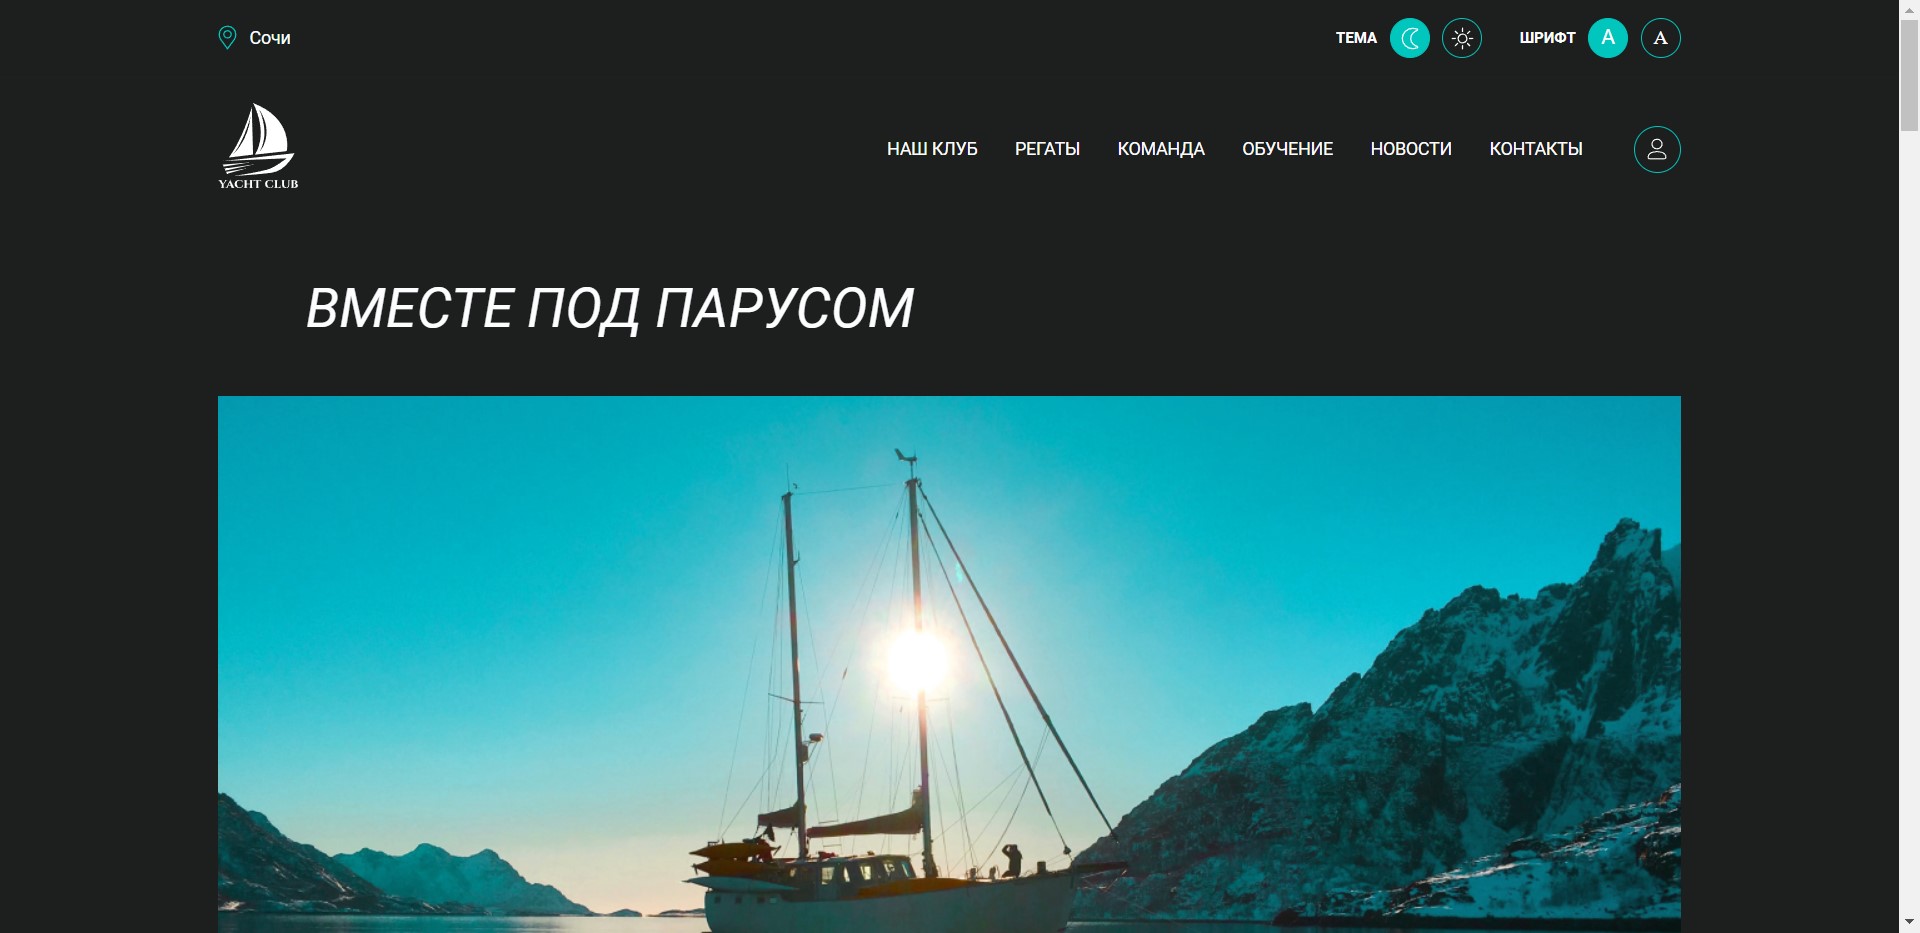 Сочи
ТЕМА
ШРИФТ
A
A
YACHT CLUB
НАШ КЛУБ
РЕГАТЫ
КОМАНДА
ОБУЧЕНИЕ
НОВОСТИ
КОНТАКТЫ
ВМЕСТЕ ПОД ПАРУСОМ